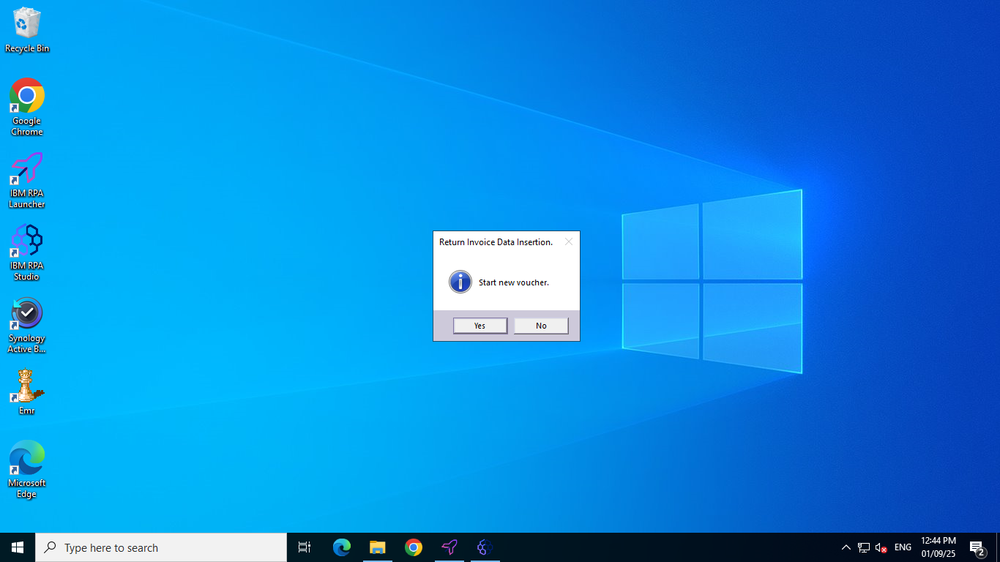 Recycle Bin
Google
Chrome
IBM RPA
Launcher
IBM RPA
Studio
Synology
Active B...
Emr
Microsoft
Edge
Return Invoice Data Insertion.
Start new voucher.
Yes
No
Type here to search
ENG
12:44 PM
01/09/25
2